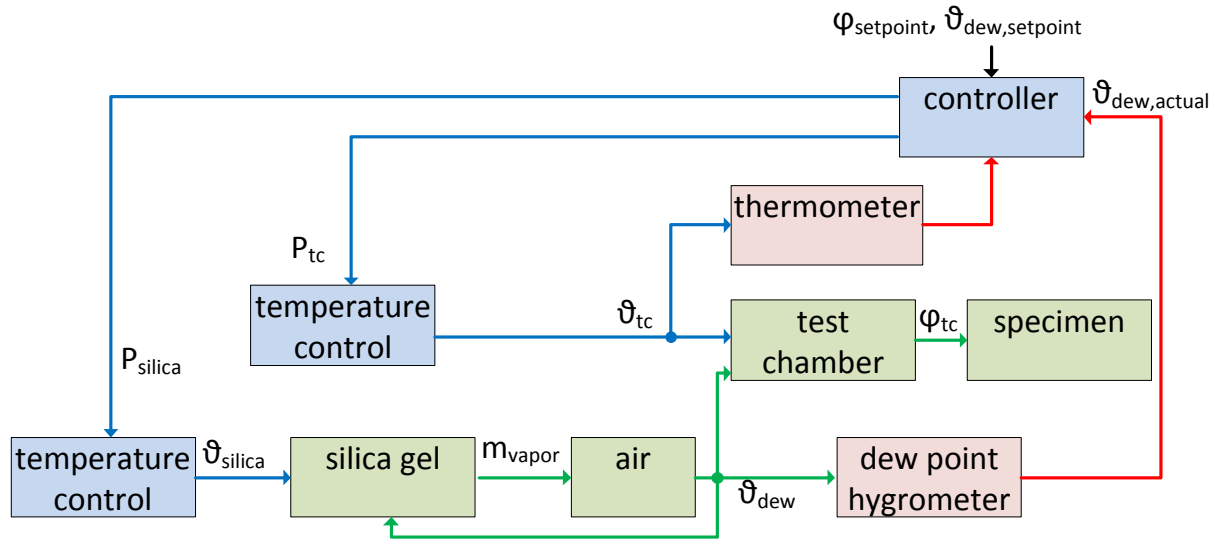 φsetpoint, ϑdew,setpoint
controller
ϑdew,actual
thermometer
Ptc
temperature
control
ϑtc
test
chamber
φtc
specimen
Psilica
temperature
control
ϑsilica
silica gel
mvapor
air
ϑdew
dew point
hygrometer